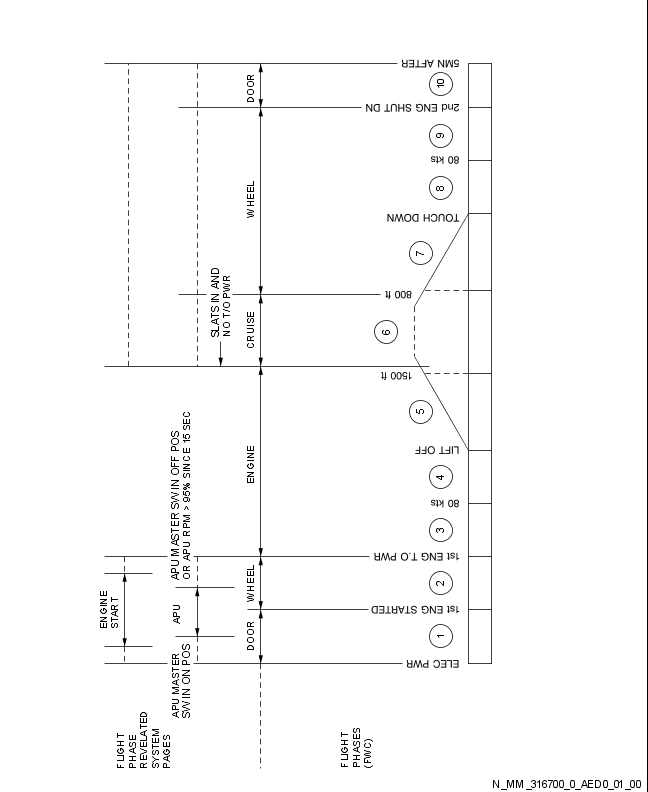 FLIGHT
PHASE
REVELATED
SYSTEM
PAGES
ENGINE
START
APU MASTER
SW IN ON POS
APU
APU MASTER SW IN OFF POS
OR APU RPM > 95% SINCE 15 SEC
SLATS IN AND
NO T/O PWR
DOOR
WHEEL
ENGINE
CRUISE
WHEEL
DOOR
FLIGHT
PHASES
(FWC)
ELEC PWR
1st ENG STARTED
1st ENG T.O PWR
80 kts
LIFT OFF
1500 ft
800 ft
TOUCH DOWN
80 kts
2nd ENG SHUT DN
5MN AFTER
1
2
3
4
5
6
7
8
9
10
N_MM_316700_0_AED0_01_00